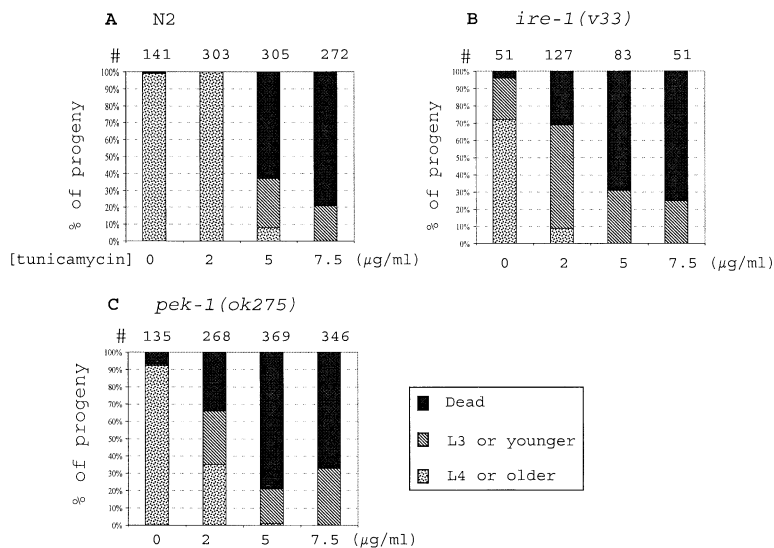 A N2
# 141 303 305 272
% of progeny
100%
90%
80%
70%
60%
50%
40%
30%
20%
10%
0%
[tunicamycin] 0 2 5 7.5 (µg/ml)
B ire-1(v33)
# 51 127 83 51
% of progeny
100%
90%
80%
70%
60%
50%
40%
30%
20%
10%
0%
0 2 5 7.5 (µg/ml)
C pek-1(ok275)
# 135 268 369 346
% of progeny
100%
90%
80%
70%
60%
50%
40%
30%
20%
10%
0%
0 2 5 7.5 (µg/ml)
Dead
L3 or younger
L4 or older